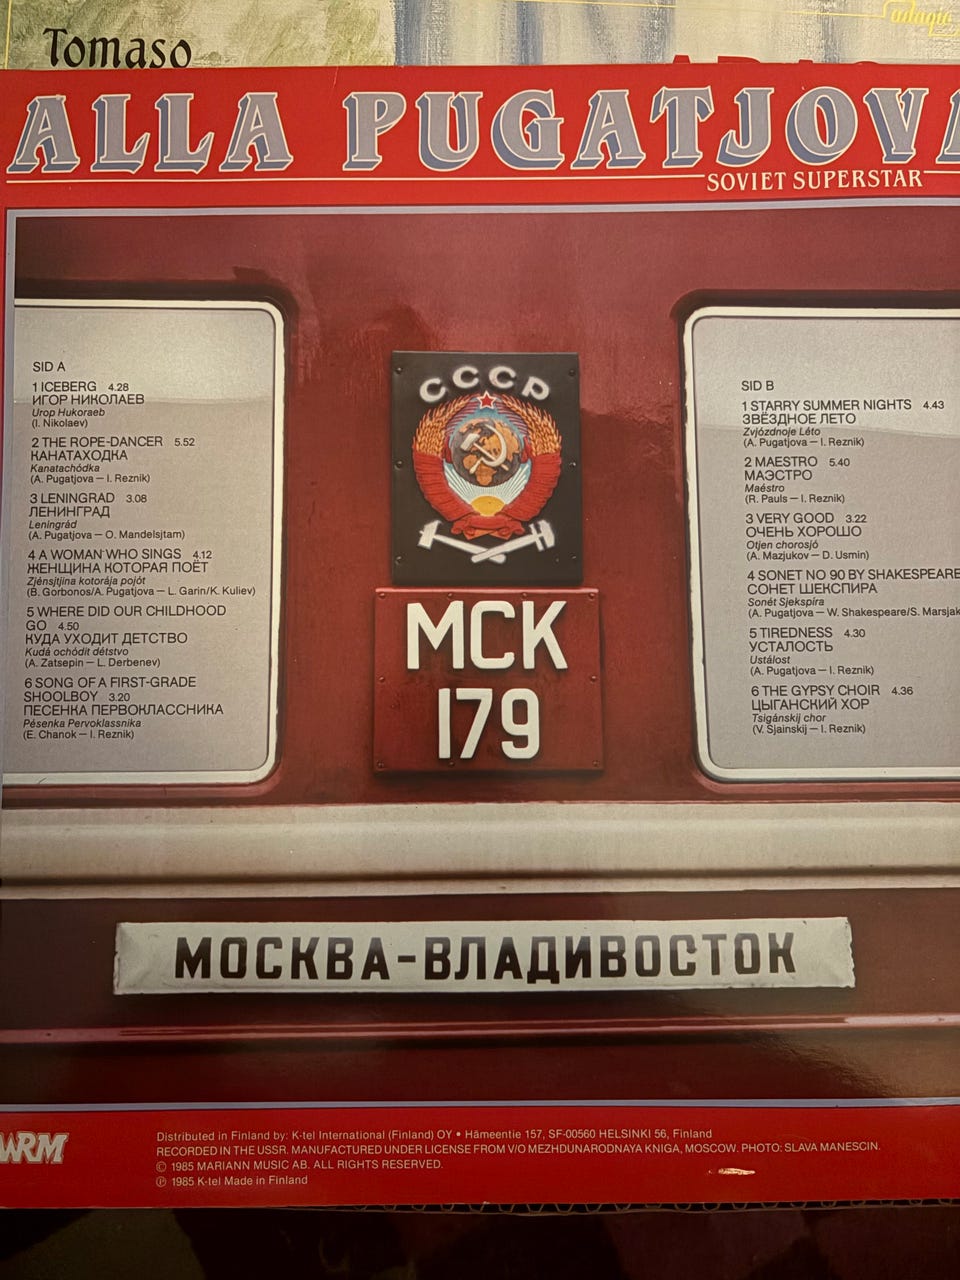 Tomaso
adagio
ALLA PUGATJOVA
SOVIET SUPERSTAR
SID A
1 ICEBERG 4.28
ИГОР НИКОЛАЕВ
Urop Hukoraeb
(I. Nikolaev)
2 THE ROPE-DANCER 5.52
КАНАТАХОДКА
Kanatachódka
(A. Pugatjova – I. Reznik)
3 LENINGRAD 3.08
ЛЕНИНГРАД
Leningrád
(A. Pugatjova – O. Mandelsjtam)
4 A WOMAN WHO SINGS 4.12
ЖЕНЩИНА КОТОРАЯ ПОЁТ
Zjénsjtjina kotorája pojót
(B. Gorbonos/A. Pugatjova – L. Garin/K. Kuliev)
5 WHERE DID OUR CHILDHOOD
GO 4.50
КУДА УХОДИТ ДЕТСТВО
Kudá ochódit détstvo
(A. Zatsepin – L. Derbenev)
6 SONG OF A FIRST-GRADE
SHOOLBOY 3.20
ПЕСЕНКА ПЕРВОКЛАССНИКА
Pésenka Pervoklassnika
(E. Chanok – I. Reznik)
СССР
МСК
179
SID B
1 STARRY SUMMER NIGHTS 4.43
ЗВЁЗДНОЕ ЛЕТО
Zvjózdnoje Léto
(A. Pugatjova – I. Reznik)
2 MAESTRO 5.40
МАЭСТРО
Maéstro
(R. Pauls – I. Reznik)
3 VERY GOOD 3.22
ОЧЕНЬ ХОРОШО
Otjen chorosjó
(A. Mazjukov – D. Usmin)
4 SONET NO 90 BY SHAKESPEARE
СОНЕТ ШЕКСПИРА
Sonét Sjekspíra
(A. Pugatjova – W. Shakespeare/S. Marsjak
5 TIREDNESS 4.30
УСТАЛОСТЬ
Ustálost
(A. Pugatjova – I. Reznik)
6 THE GYPSY CHOIR 4.36
ЦЫГАНСКИЙ ХОР
Tsigánskij chor
(V. Sjainskij – I. Reznik)
МОСКВА-ВЛАДИВОСТОК
WRM
Distributed in Finland by: K-tel International (Finland) OY • Hämeentie 157, SF-00560 HELSINKI 56, Finland
RECORDED IN THE USSR. MANUFACTURED UNDER LICENSE FROM V/O MEZHDUNARODNAYA KNIGA, MOSCOW. PHOTO: SLAVA MANESCIN.
© 1985 MARIANN MUSIC AB. ALL RIGHTS RESERVED.
℗ 1985 K-tel Made in Finland